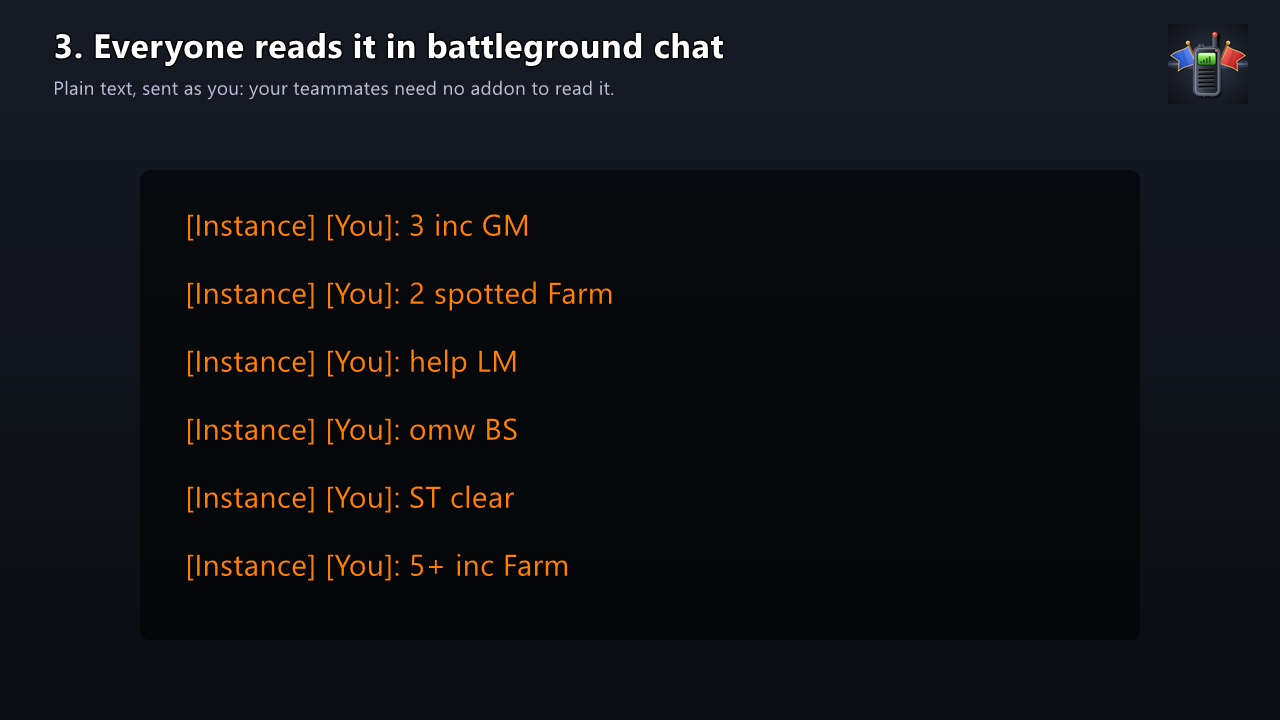 3. Everyone reads it in battleground chat
Plain text, sent as you: your teammates need no addon to read it.
[Instance] [You]: 3 inc GM
[Instance] [You]: 2 spotted Farm
[Instance] [You]: help LM
[Instance] [You]: omw BS
[Instance] [You]: ST clear
[Instance] [You]: 5+ inc Farm